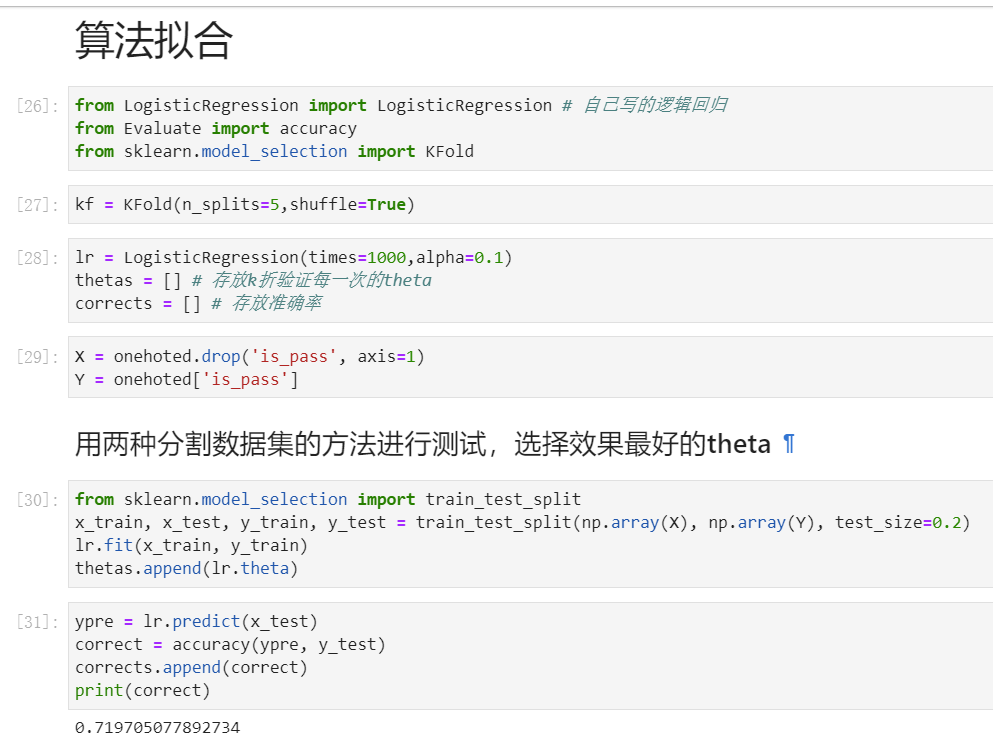 算法拟合
[26]: from LogisticRegression import LogisticRegression # 自己写的逻辑回归
from Evaluate import accuracy
from sklearn.model_selection import KFold
[27]: kf = KFold(n_splits=5,shuffle=True)
[28]: lr = LogisticRegression(times=1000,alpha=0.1)
thetas = [] # 存放k折验证每一次的theta
corrects = [] # 存放准确率
[29]: X = onehoted.drop('is_pass', axis=1)
Y = onehoted['is_pass']
用两种分割数据集的方法进行测试，选择效果最好的theta ¶
[30]: from sklearn.model_selection import train_test_split
x_train, x_test, y_train, y_test = train_test_split(np.array(X), np.array(Y), test_size=0.2)
lr.fit(x_train, y_train)
thetas.append(lr.theta)
[31]: ypre = lr.predict(x_test)
correct = accuracy(ypre, y_test)
corrects.append(correct)
print(correct)
0.719705077892734